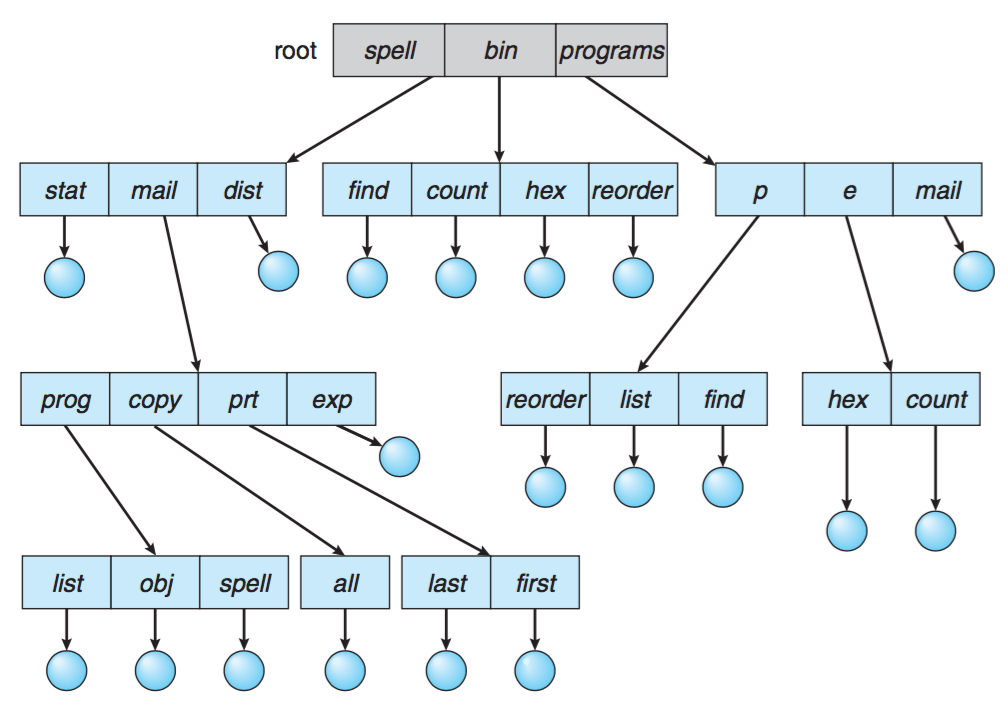 root spell bin programs
stat mail dist find count hex reorder p e mail
prog copy prt exp reorder list find hex count
list obj spell all last first